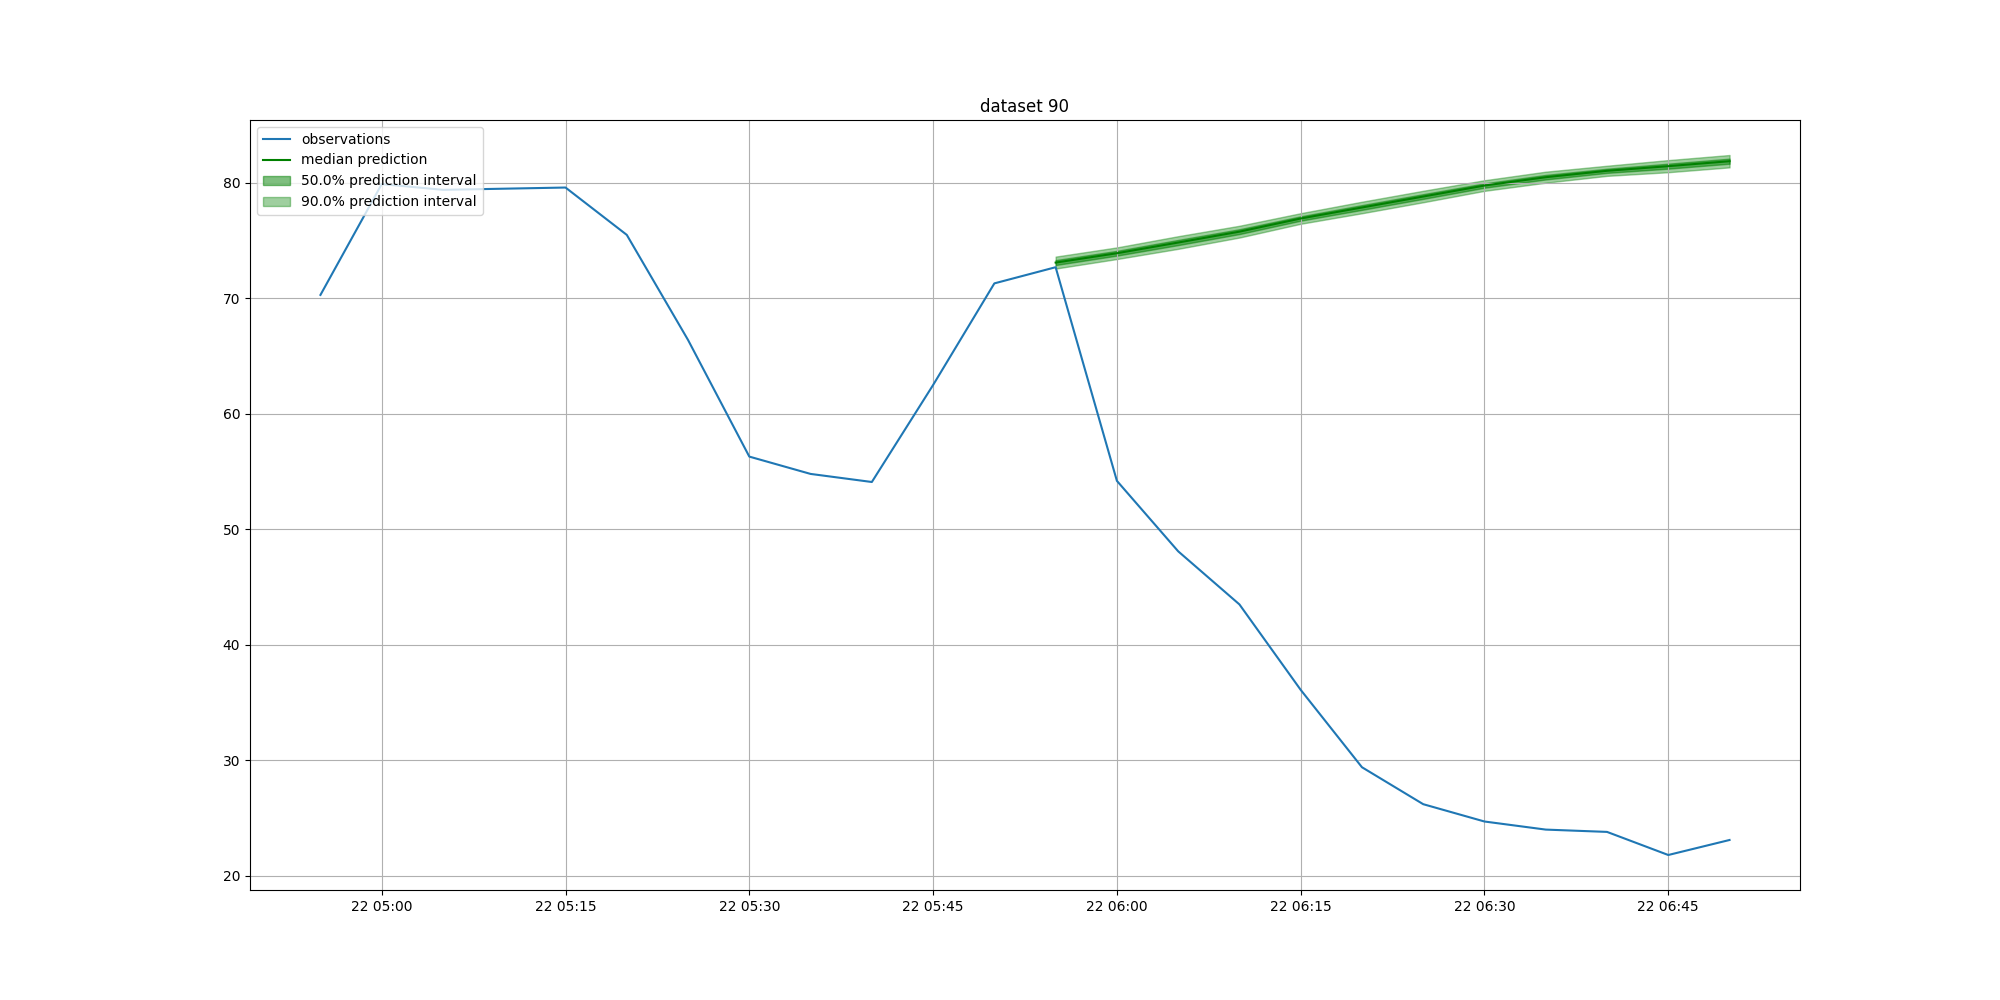 dataset 90
observations
median prediction
50.0% prediction interval
90.0% prediction interval
80
70
60
50
40
30
20
22 05:00 22 05:15 22 05:30 22 05:45 22 06:00 22 06:15 22 06:30 22 06:45